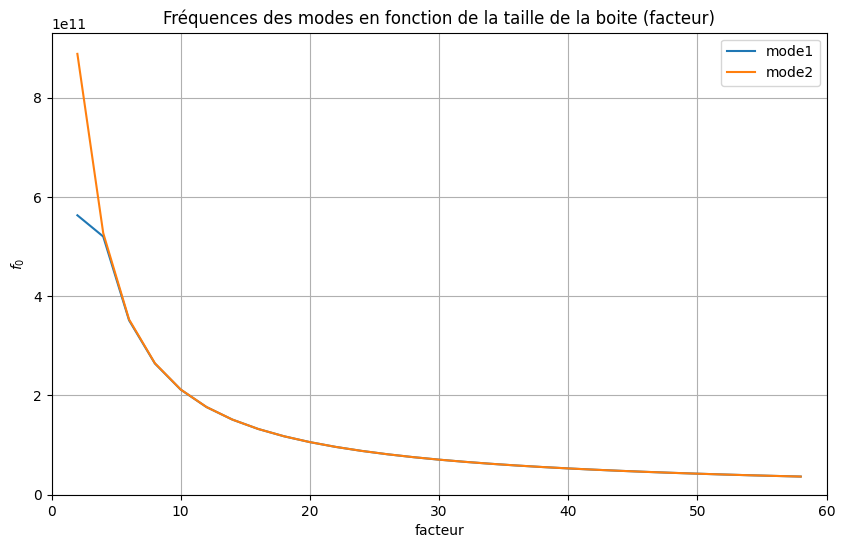 Fréquences des modes en fonction de la taille de la boite (facteur)
1e11
mode1
mode2
8
6
4
2
0
f₀
0 10 20 30 40 50 60
facteur